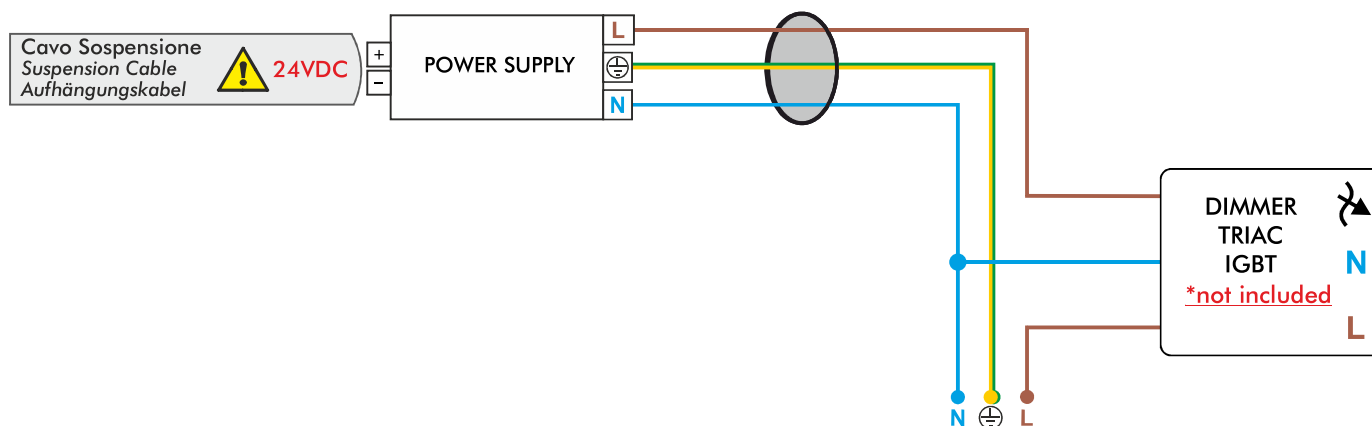 Cavo Sospensione
Suspension Cable
Aufhängungskabel
24VDC
+
−
POWER SUPPLY
L
N
DIMMER
TRIAC
IGBT
*not included
N
L
N
L